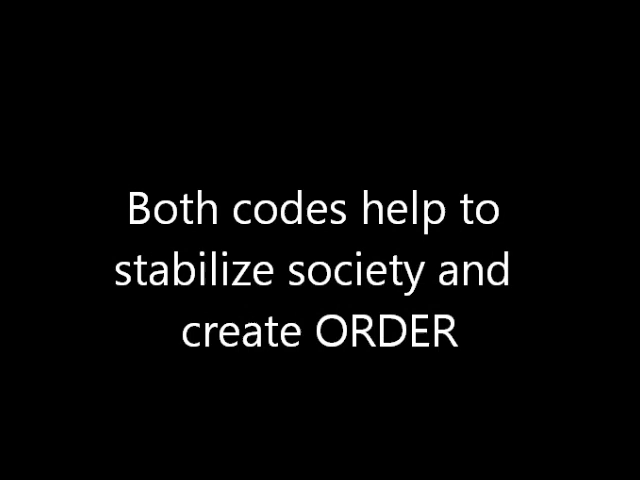 Both codes help to
stabilize society and
create ORDER